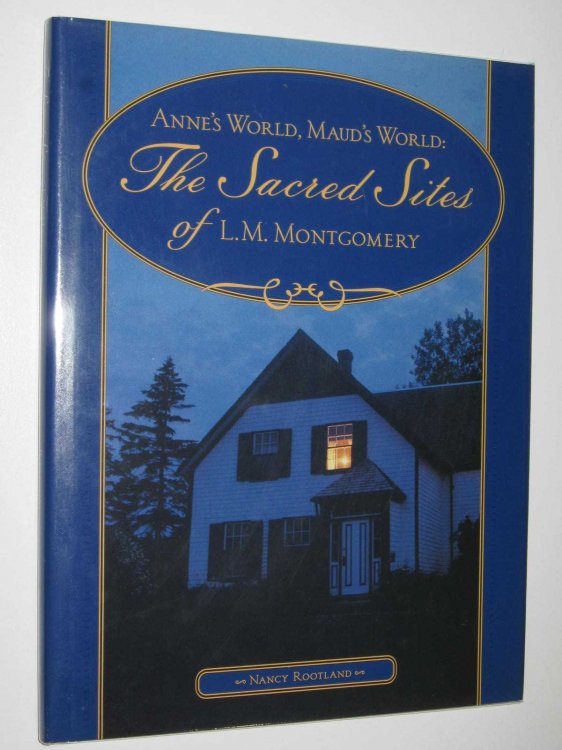 Anne's World, Maud's World:
The Sacred Sites
of L.M. Montgomery
Nancy Rootland